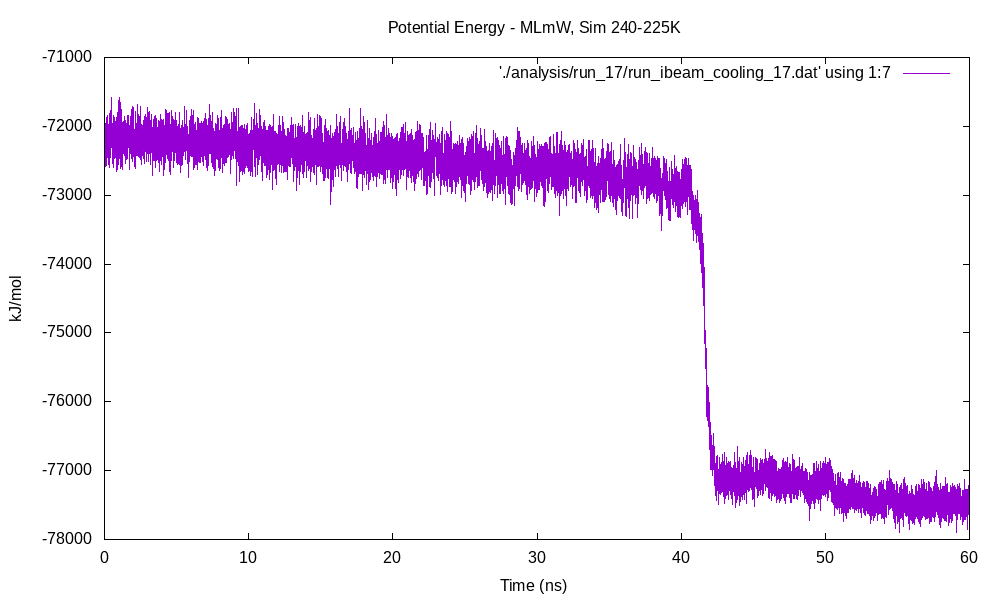 Potential Energy - MLmW, Sim 240-225K
'./analysis/run_17/run_ibeam_cooling_17.dat' using 1:7
-71000
-72000
-73000
-74000
-75000
-76000
-77000
-78000
kJ/mol
0 10 20 30 40 50 60
Time (ns)